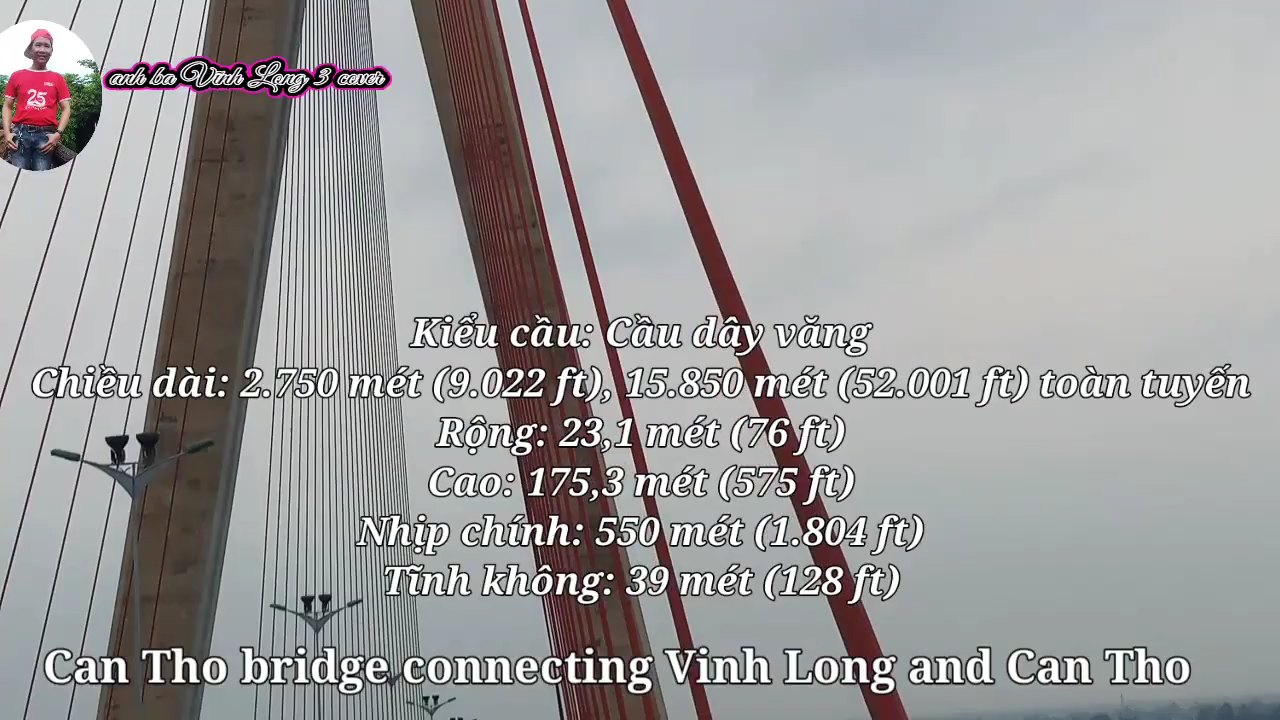 anh ba Vĩnh Long 3 cover
25
Kiểu cầu: Cầu dây văng
Chiều dài: 2.750 mét (9.022 ft), 15.850 mét (52.001 ft) toàn tuyến
Rộng: 23,1 mét (76 ft)
Cao: 175,3 mét (575 ft)
Nhịp chính: 550 mét (1.804 ft)
Tĩnh không: 39 mét (128 ft)
Can Tho bridge connecting Vinh Long and Can Tho